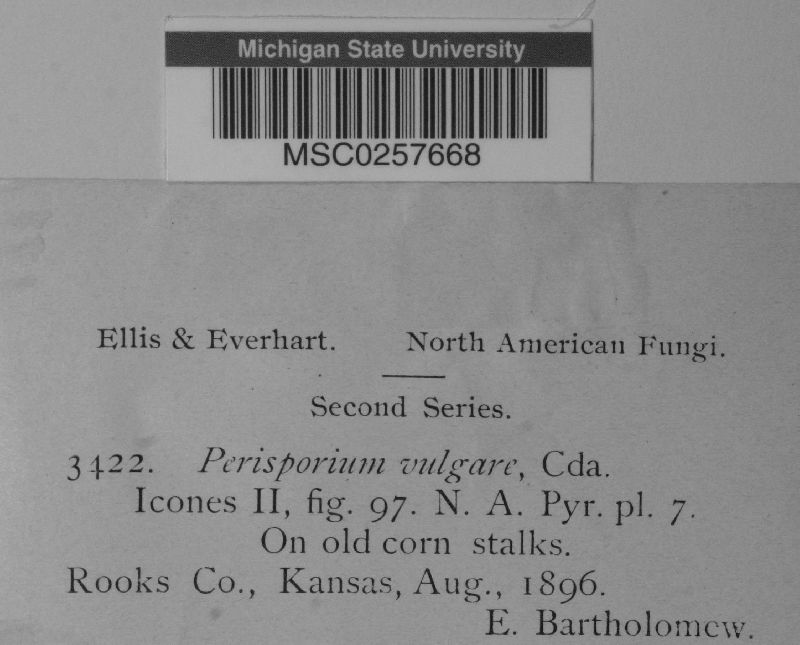 Michigan State University
MSC0257668
Ellis & Everhart. North American Fungi.
Second Series.
3422. Perisporium vulgare, Cda.
Icones II, fig. 97. N. A. Pyr. pl. 7.
On old corn stalks.
Rooks Co., Kansas, Aug., 1896.
E. Bartholomew.